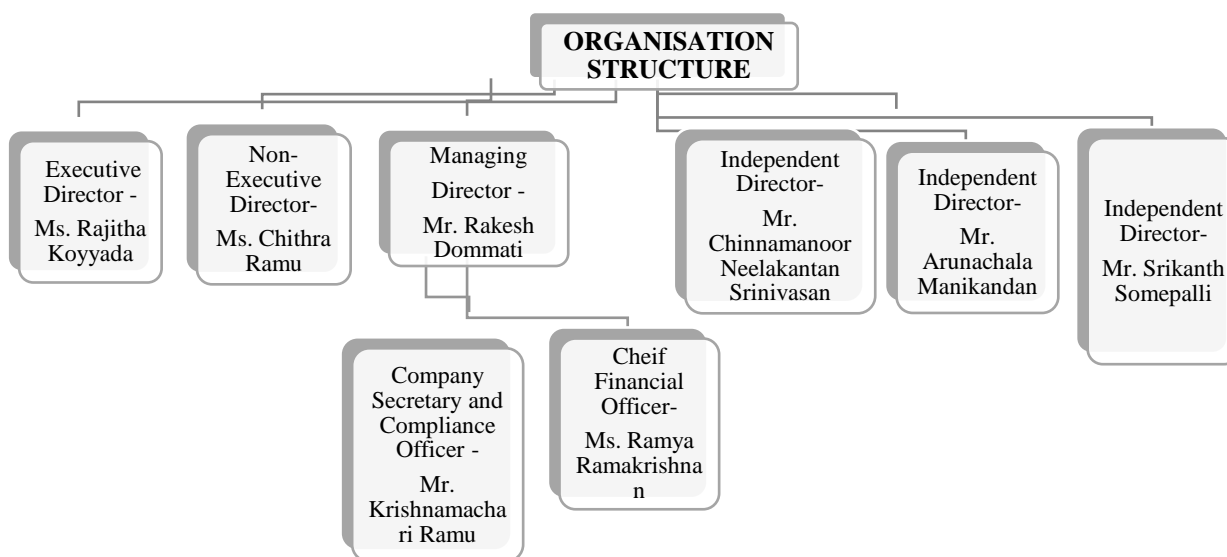 ORGANISATION
STRUCTURE
Executive
Director -
Ms. Rajitha
Koyyada
Non-
Executive
Director-
Ms. Chithra
Ramu
Managing
Director -
Mr. Rakesh
Dommati
Independent
Director-
Mr.
Chinnamanoor
Neelakantan
Srinivasan
Independent
Director-
Mr.
Arunachala
Manikandan
Independent
Director-
Mr. Srikanth
Somepalli
Company
Secretary and
Compliance
Officer -
Mr.
Krishnamacha
ri Ramu
Cheif
Financial
Officer-
Ms. Ramya
Ramakrishna
n